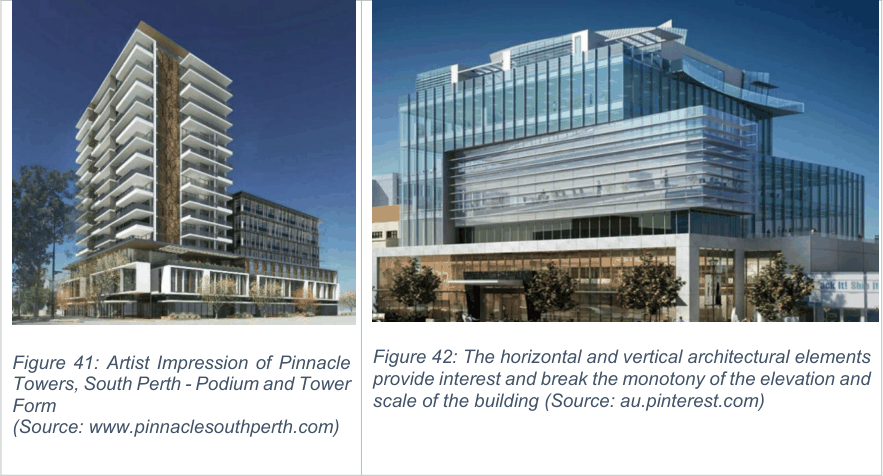 Figure 41: Artist Impression of Pinnacle
Towers, South Perth - Podium and Tower
Form
(Source: www.pinnaclesouthperth.com)
Figure 42: The horizontal and vertical architectural elements
provide interest and break the monotony of the elevation and
scale of the building (Source: au.pinterest.com)